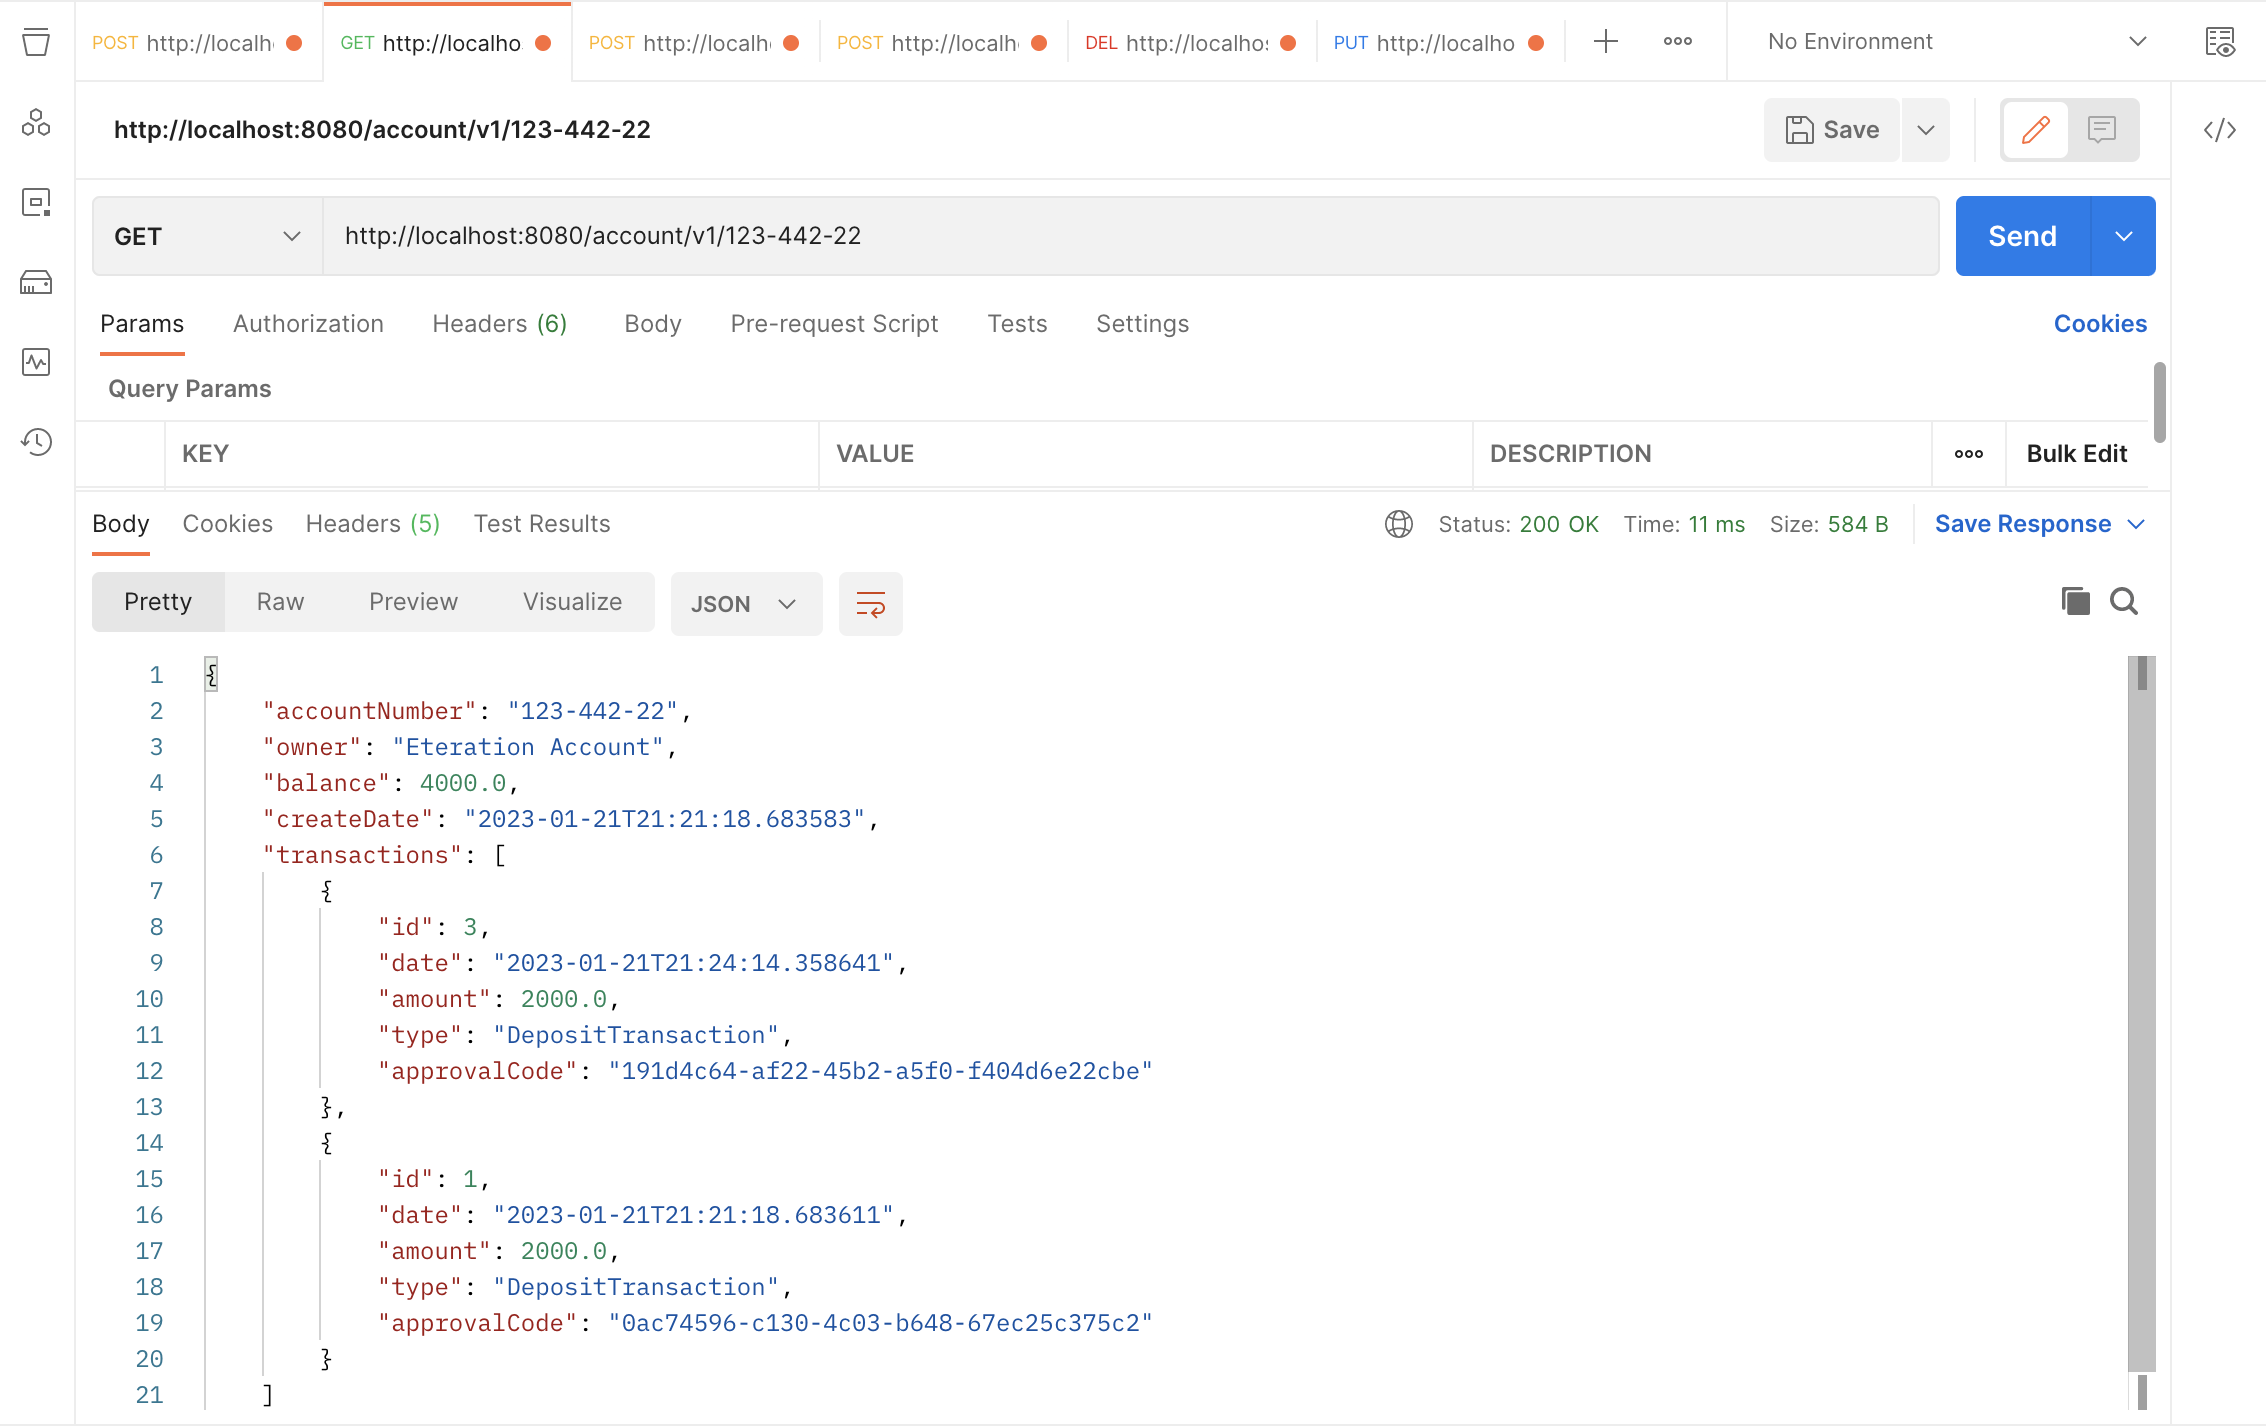 POST http://localh GET http://localho POST http://localh POST http://localh DEL http://localhos PUT http://localho No Environment
http://localhost:8080/account/v1/123-442-22 Save
GET http://localhost:8080/account/v1/123-442-22 Send
Params Authorization Headers (6) Body Pre-request Script Tests Settings Cookies
Query Params
KEY VALUE DESCRIPTION Bulk Edit
Body Cookies Headers (5) Test Results Status: 200 OK Time: 11 ms Size: 584 B Save Response
Pretty Raw Preview Visualize JSON
1 {
2 "accountNumber": "123-442-22",
3 "owner": "Eteration Account",
4 "balance": 4000.0,
5 "createDate": "2023-01-21T21:21:18.683583",
6 "transactions": [
7 {
8 "id": 3,
9 "date": "2023-01-21T21:24:14.358641",
10 "amount": 2000.0,
11 "type": "DepositTransaction",
12 "approvalCode": "191d4c64-af22-45b2-a5f0-f404d6e22cbe"
13 },
14 {
15 "id": 1,
16 "date": "2023-01-21T21:21:18.683611",
17 "amount": 2000.0,
18 "type": "DepositTransaction",
19 "approvalCode": "0ac74596-c130-4c03-b648-67ec25c375c2"
20 }
21 ]